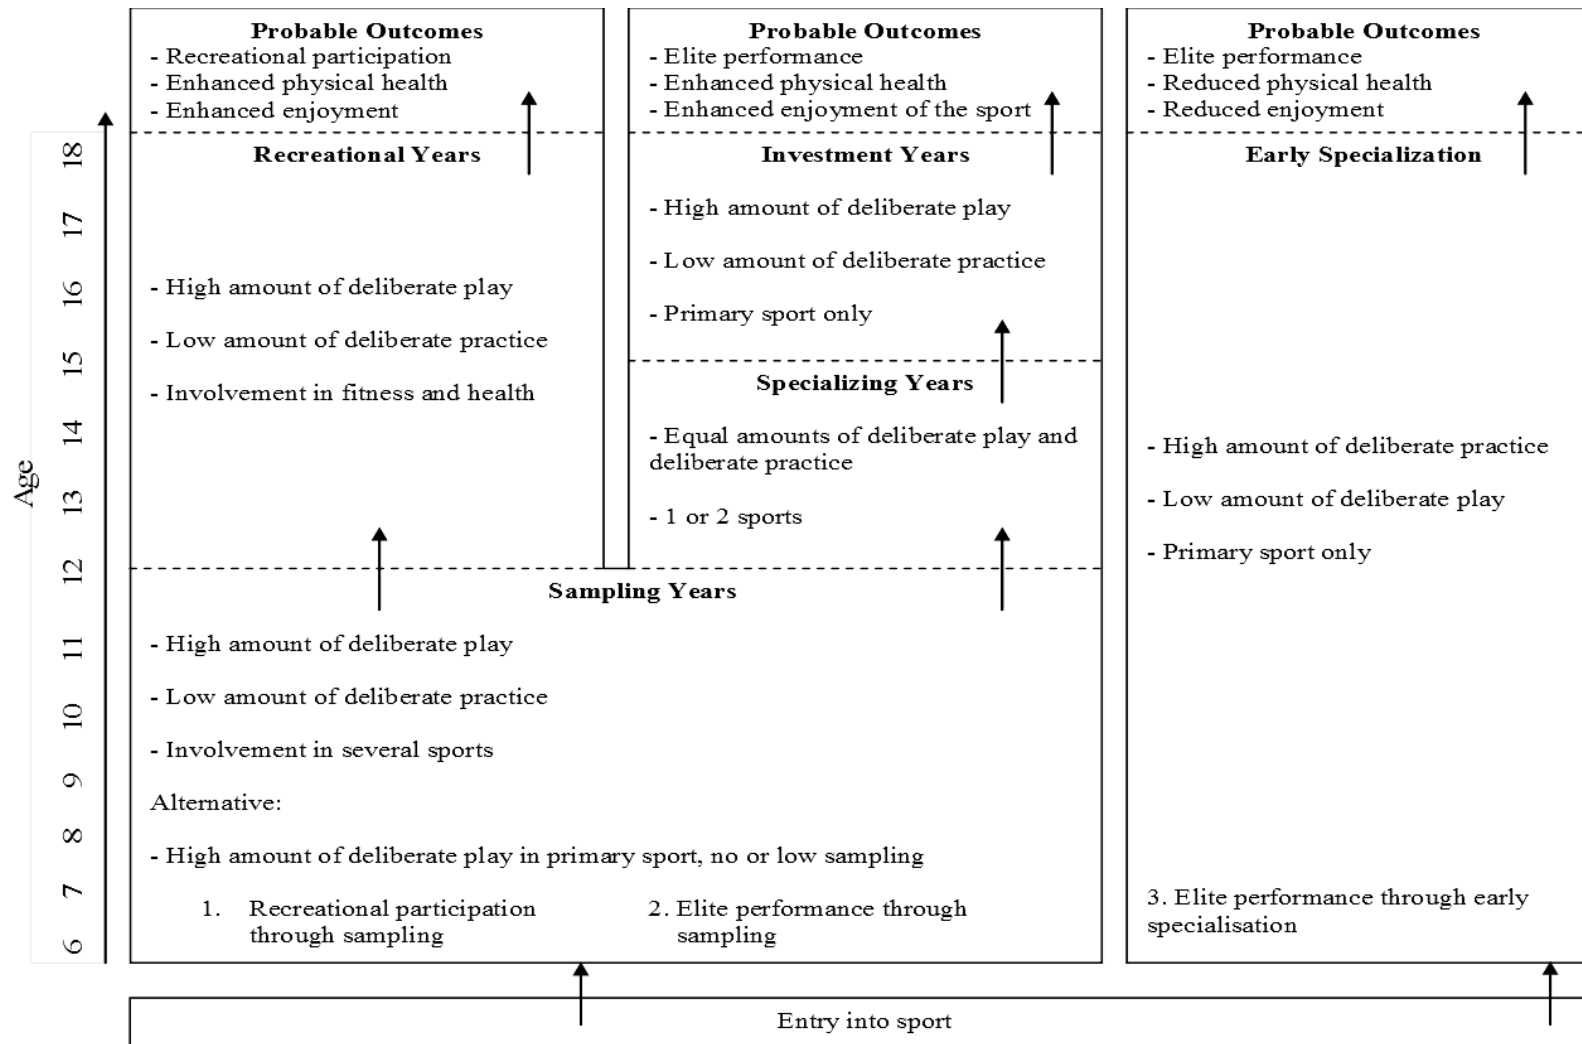 Probable Outcomes
- Recreational participation
- Enhanced physical health
- Enhanced enjoyment
Probable Outcomes
- Elite performance
- Enhanced physical health
- Enhanced enjoyment of the sport
Probable Outcomes
- Elite performance
- Reduced physical health
- Reduced enjoyment
Age
18
17
16
15
14
13
12
11
10
9
8
7
6
Recreational Years
- High amount of deliberate play
- Low amount of deliberate practice
- Involvement in fitness and health
Investment Years
- High amount of deliberate play
- Low amount of deliberate practice
- Primary sport only
Specializing Years
- Equal amounts of deliberate play and
deliberate practice
- 1 or 2 sports
Early Specialization
- High amount of deliberate practice
- Low amount of deliberate play
- Primary sport only
Sampling Years
- High amount of deliberate play
- Low amount of deliberate practice
- Involvement in several sports
Alternative:
- High amount of deliberate play in primary sport, no or low sampling
1. Recreational participation
through sampling
2. Elite performance through
sampling
3. Elite performance through early
specialisation
Entry into sport